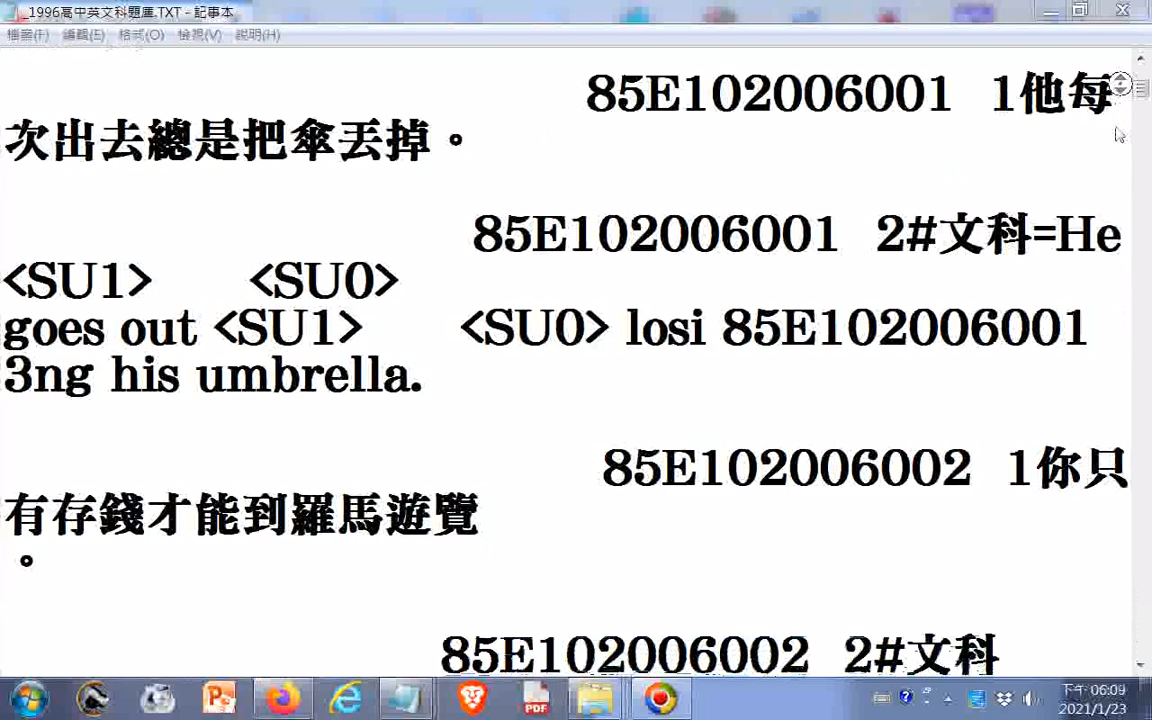 _1996高中英文科題庫.TXT - 記事本
檔案(F) 編輯(E) 格式(O) 檢視(V) 說明(H)
85E102006001 1他每
次出去總是把傘丟掉。
85E102006001 2#文科=He
<SU1> <SU0>
goes out <SU1> <SU0> losi 85E102006001
3ng his umbrella.
85E102006002 1你只
有存錢才能到羅馬遊覽
。
85E102006002 2#文科
PDF
下午 06:09
2021/1/23